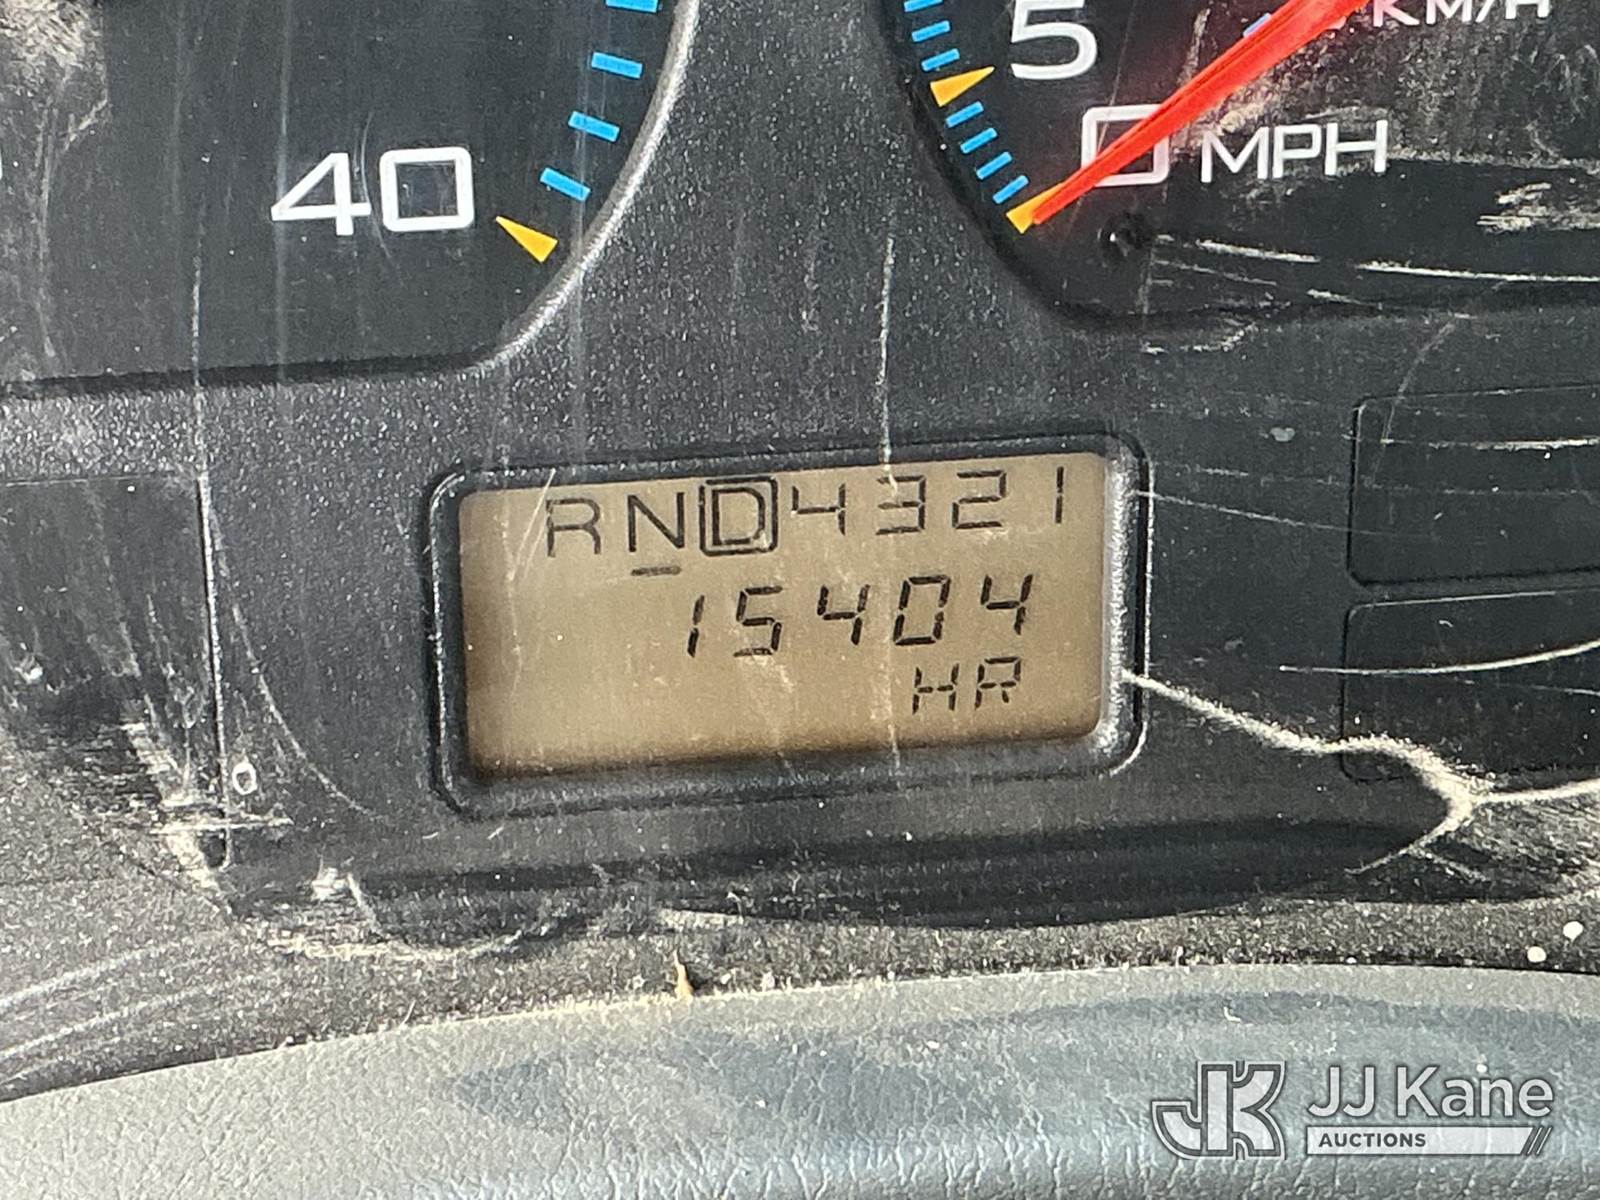 5
KM/H
40
0 MPH
RND4321
15404
HR
JJ Kane
AUCTIONS